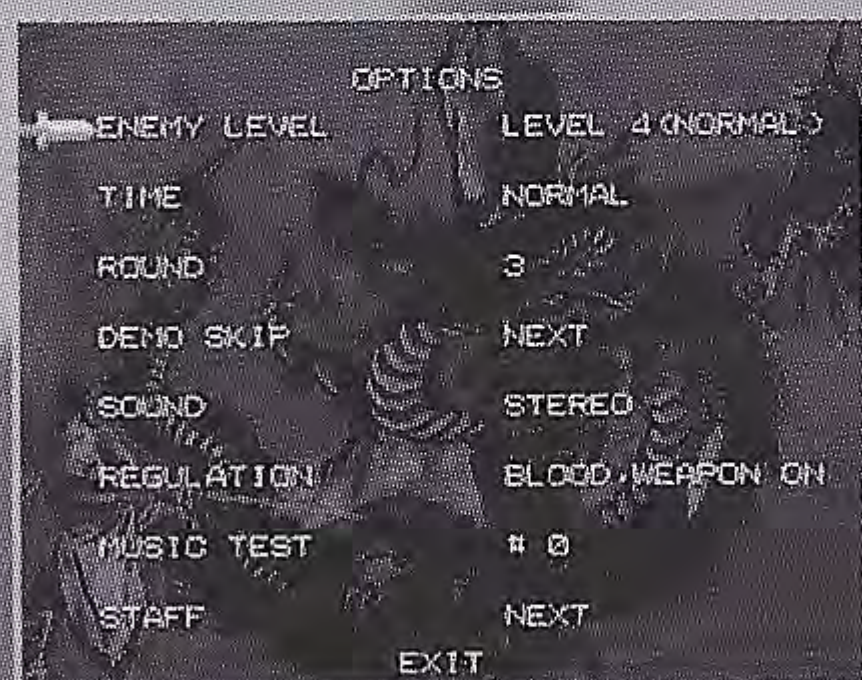 OPTIONS
ENEMY LEVEL LEVEL 4(NORMAL)
TIME NORMAL
ROUND 3
DEMO SKIP NEXT
SOUND STEREO
REGULATION BLOOD,WEAPON ON
MUSIC TEST # 0
STAFF NEXT
EXIT